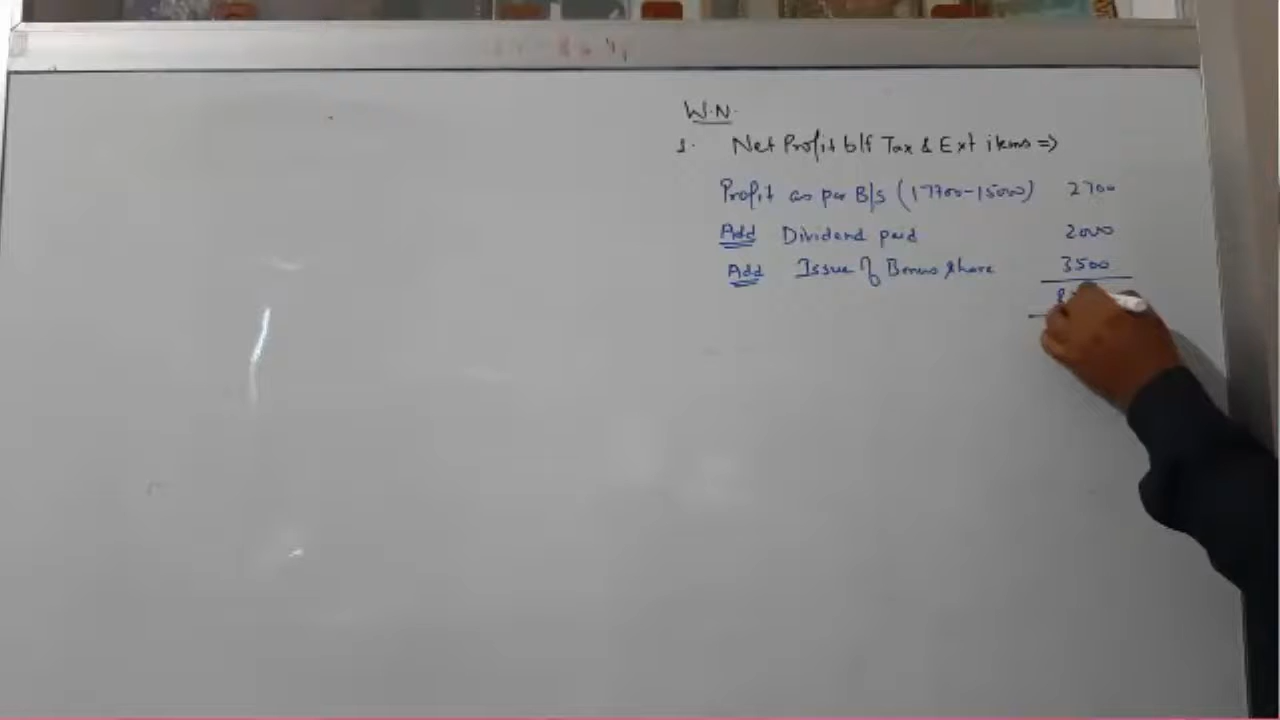 W.N.
1. Net Profit b/f Tax & Ext items ⇒
Profit as per B/S (17700-15000) 2700
Add Dividend paid 2000
Add Issue of Bonus share 3500